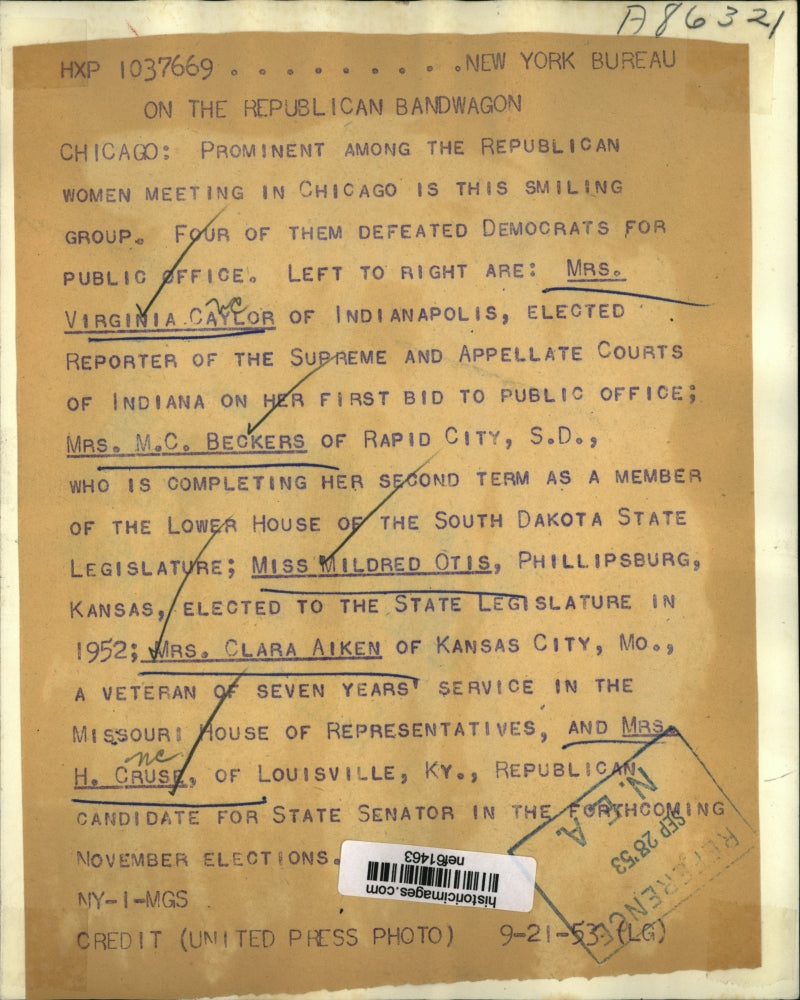 A86321
HXP 1037669 . . . . . . . . . .NEW YORK BUREAU
ON THE REPUBLICAN BANDWAGON
CHICAGO: PROMINENT AMONG THE REPUBLICAN
WOMEN MEETING IN CHICAGO IS THIS SMILING
GROUP. FOUR OF THEM DEFEATED DEMOCRATS FOR
PUBLIC OFFICE. LEFT TO RIGHT ARE: MRS.
nc
VIRGINIA CAYLOR OF INDIANAPOLIS, ELECTED
REPORTER OF THE SUPREME AND APPELLATE COURTS
OF INDIANA ON HER FIRST BID TO PUBLIC OFFICE;
MRS. M.C. BECKERS OF RAPID CITY, S.D.,
WHO IS COMPLETING HER SECOND TERM AS A MEMBER
OF THE LOWER HOUSE OF THE SOUTH DAKOTA STATE
LEGISLATURE; MISS MILDRED OTIS, PHILLIPSBURG,
KANSAS, ELECTED TO THE STATE LEGISLATURE IN
1952; MRS. CLARA AIKEN OF KANSAS CITY, MO.,
A VETERAN OF SEVEN YEARS' SERVICE IN THE
MISSOURI HOUSE OF REPRESENTATIVES, AND MRS.
nc
H. CRUSE, OF LOUISVILLE, KY., REPUBLICAN
CANDIDATE FOR STATE SENATOR IN THE FORTHCOMING
NOVEMBER ELECTIONS.
NY-1-MGS
CREDIT (UNITED PRESS PHOTO) 9-21-53 (LG)
REFERENCE
SEP 28 '53
N. E. A.
historicimages.com
nef61463